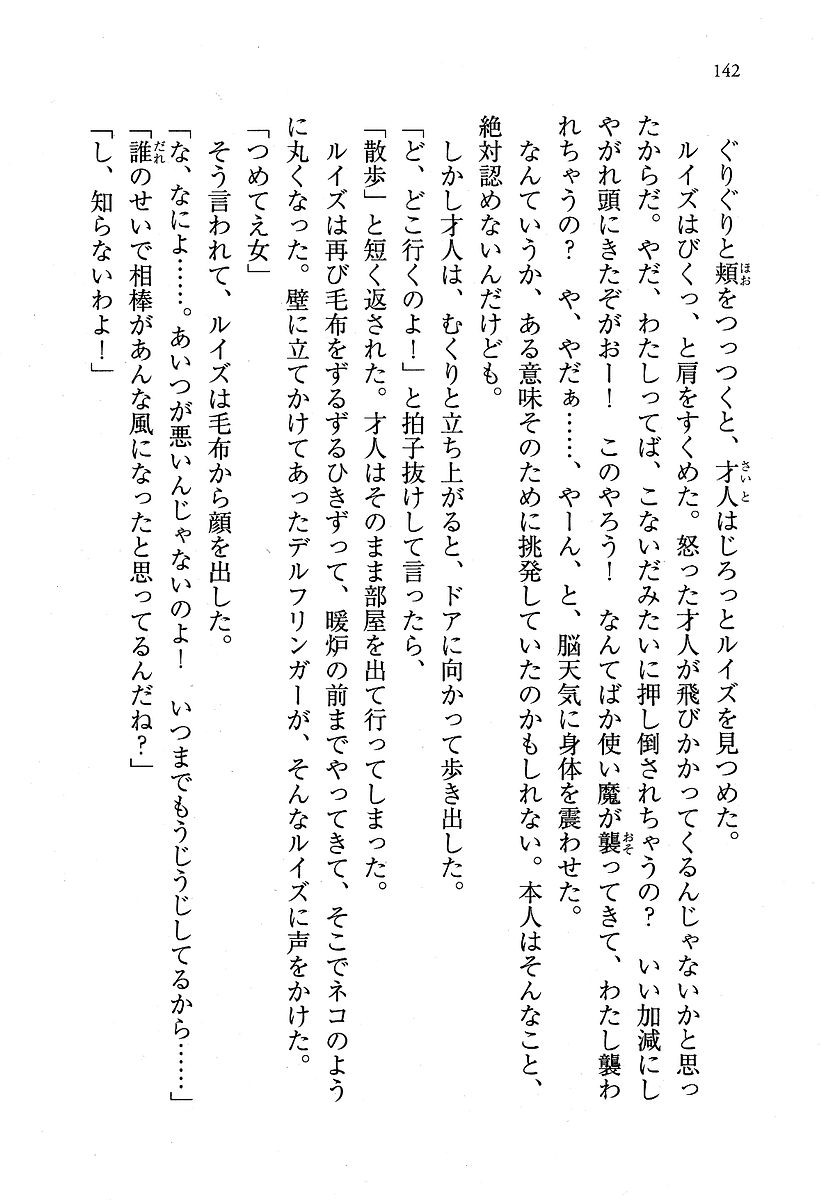 142
ぐりぐりと頬をつっつくと、才人はじろっとルイズを見つめた。
ルイズはびくっ、と肩をすくめた。怒った才人が飛びかかってくるんじゃないかと思っ
たからだ。やだ、わたしってば、こないだみたいに押し倒されちゃうの？　いい加減にし
やがれ頭にきたぞがおー！　このやろう！　なんてばか使い魔が襲ってきて、わたし襲わ
れちゃうの？　や、やだぁ……、やーん、と、脳天気に身体を震わせた。
なんていうか、ある意味そのために挑発していたのかもしれない。本人はそんなこと、
絶対認めないんだけども。
しかし才人は、むくりと立ち上がると、ドアに向かって歩き出した。
「ど、どこ行くのよ！」と拍子抜けして言ったら、
「散歩」と短く返された。才人はそのまま部屋を出て行ってしまった。
ルイズは再び毛布をずるずるひきずって、暖炉の前までやってきて、そこでネコのよう
に丸くなった。壁に立てかけてあったデルフリンガーが、そんなルイズに声をかけた。
「つめてえ女」
そう言われて、ルイズは毛布から顔を出した。
「な、なによ……。あいつが悪いんじゃないのよ！　いつまでもうじうじしてるから……」
「誰のせいで相棒があんな風になったと思ってるんだね？」
「し、知らないわよ！」